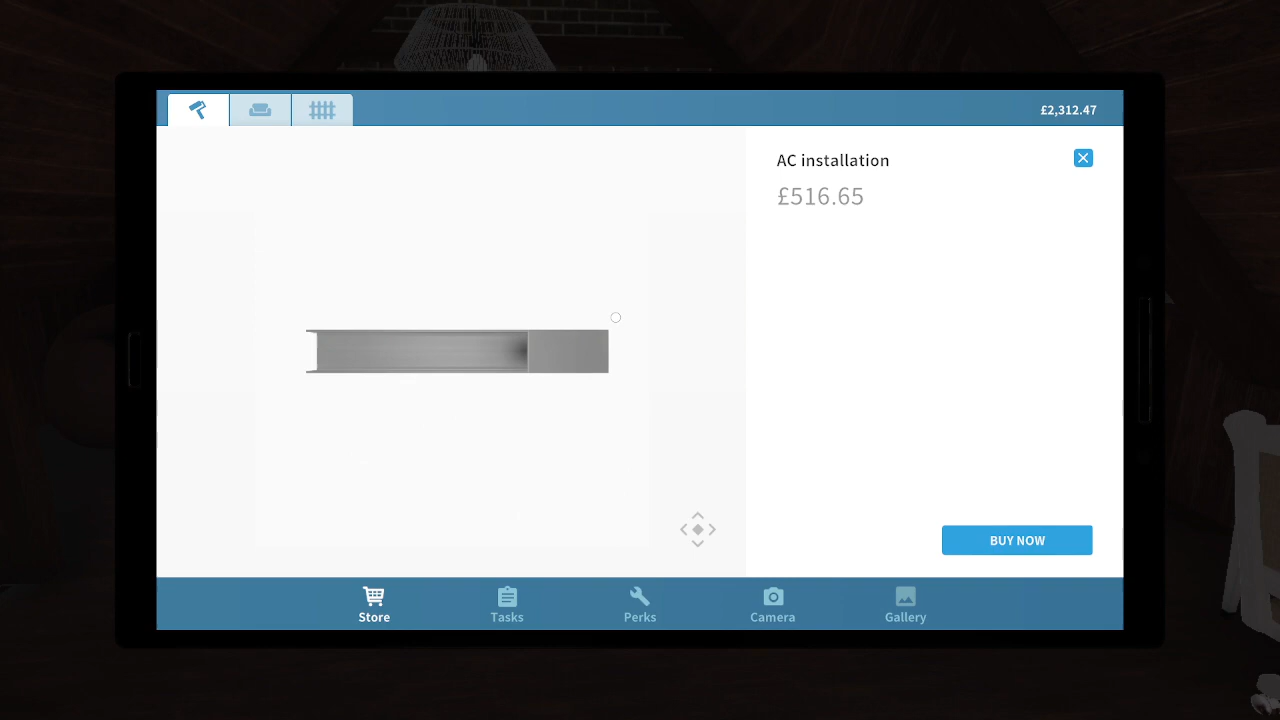 £2,312.47
AC installation
£516.65
BUY NOW
Store
Tasks
Perks
Camera
Gallery